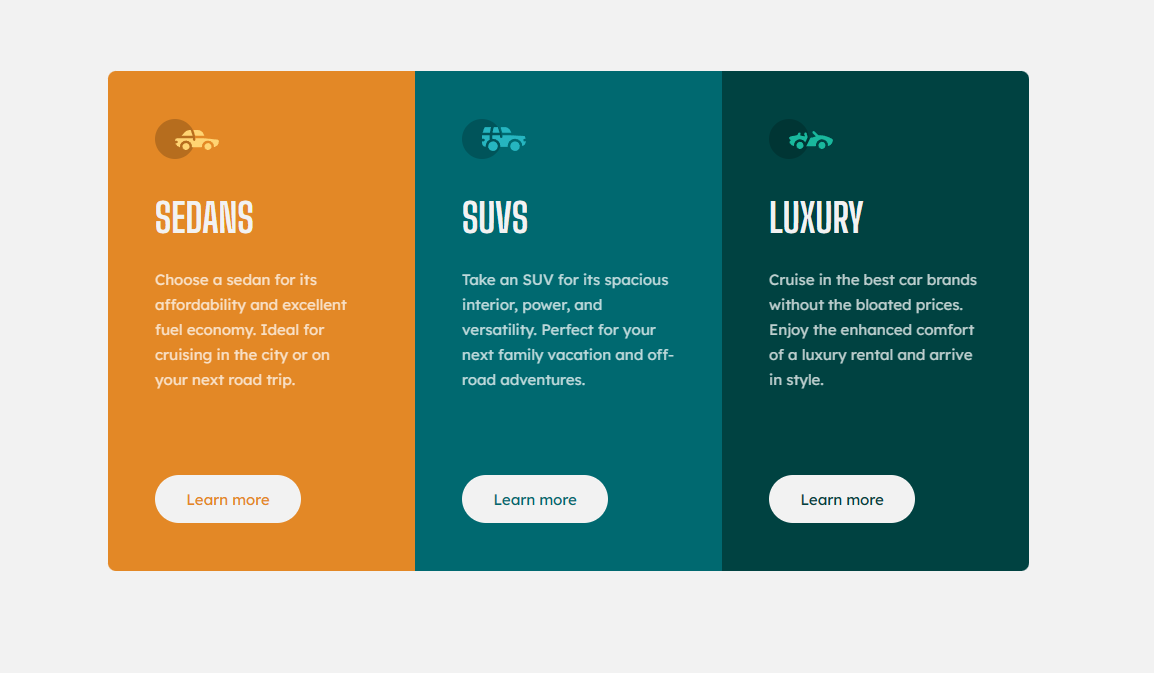 SEDANS
Choose a sedan for its
affordability and excellent
fuel economy. Ideal for
cruising in the city or on
your next road trip.
Learn more
SUVS
Take an SUV for its spacious
interior, power, and
versatility. Perfect for your
next family vacation and off-
road adventures.
Learn more
LUXURY
Cruise in the best car brands
without the bloated prices.
Enjoy the enhanced comfort
of a luxury rental and arrive
in style.
Learn more